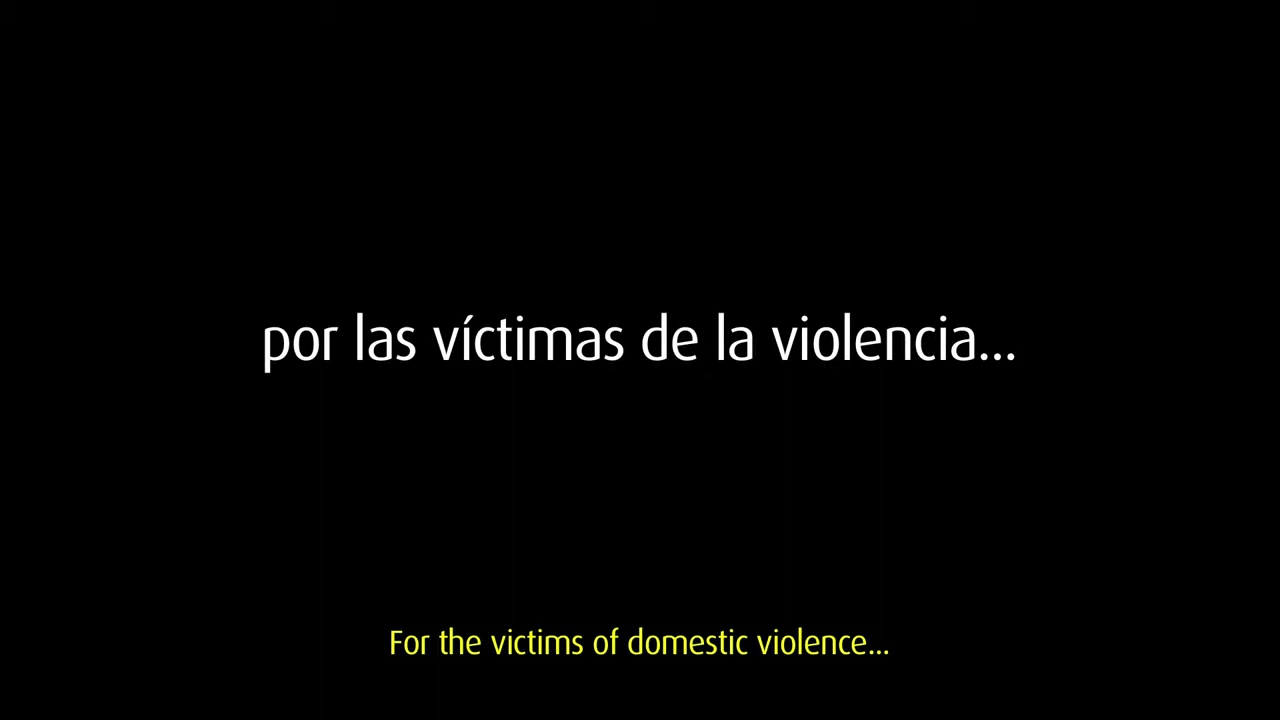 por las víctimas de la violencia...
For the victims of domestic violence...